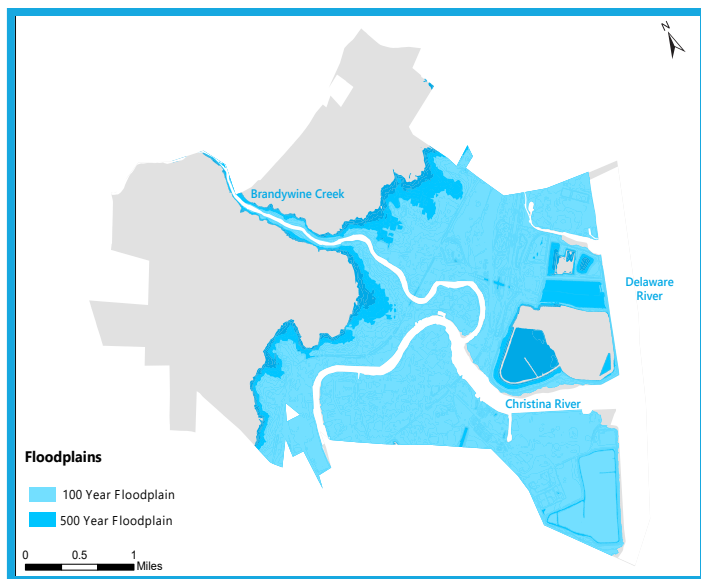 N
Brandywine Creek
Delaware
River
Christina River
Floodplains
100 Year Floodplain
500 Year Floodplain
0 0.5 1
Miles